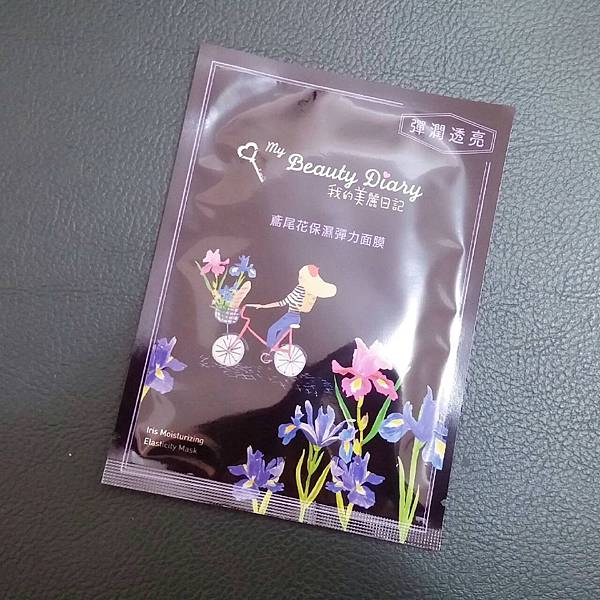 彈潤透亮
My Beauty Diary
我的美麗日記
鳶尾花保濕彈力面膜
Iris Moisturizing
Elasticity Mask